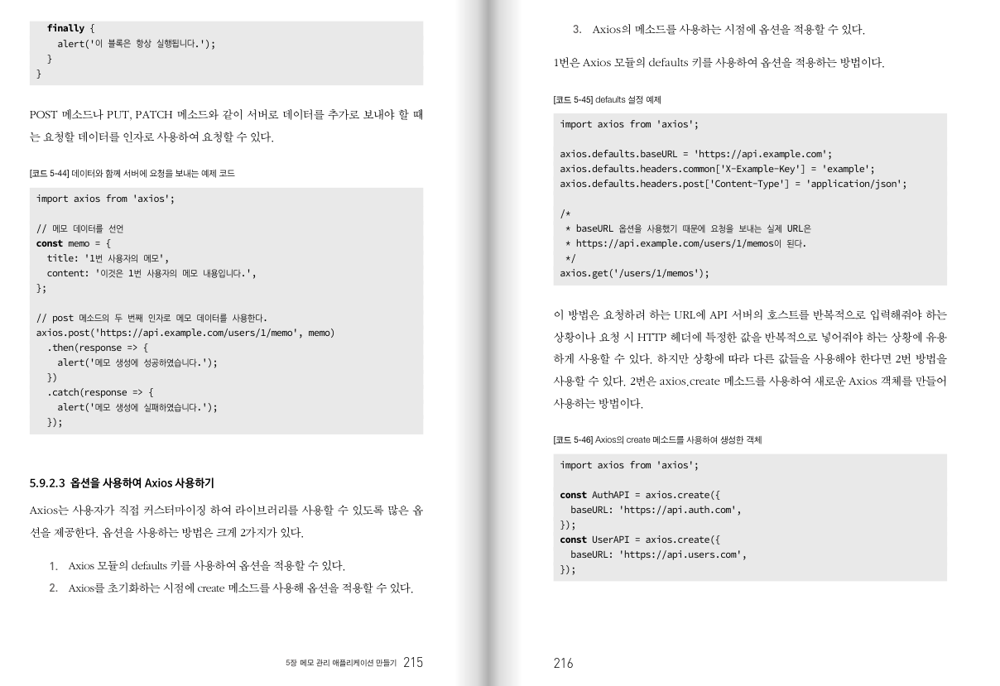 finally {
alert('이 블록은 항상 실행됩니다.');
}
}
POST 메소드나 PUT, PATCH 메소드와 같이 서버로 데이터를 추가로 보내야 할 때
는 요청할 데이터를 인자로 사용하여 요청할 수 있다.
[코드 5-44] 데이터와 함께 서버에 요청을 보내는 예제 코드
import axios from 'axios';
// 메모 데이터를 선언
const memo = {
title: '1번 사용자의 메모',
content: '이것은 1번 사용자의 메모 내용입니다.',
};
// post 메소드의 두 번째 인자로 메모 데이터를 사용한다.
axios.post('https://api.example.com/users/1/memo', memo)
.then(response => {
alert('메모 생성에 성공하였습니다.');
})
.catch(response => {
alert('메모 생성에 실패하였습니다.');
});
5.9.2.3 옵션을 사용하여 Axios 사용하기
Axios는 사용자가 직접 커스터마이징 하여 라이브러리를 사용할 수 있도록 많은 옵
션을 제공한다. 옵션을 사용하는 방법은 크게 2가지가 있다.
1. Axios 모듈의 defaults 키를 사용하여 옵션을 적용할 수 있다.
2. Axios를 초기화하는 시점에 create 메소드를 사용해 옵션을 적용할 수 있다.
5장 메모 관리 애플리케이션 만들기 215
3. Axios의 메소드를 사용하는 시점에 옵션을 적용할 수 있다.
1번은 Axios 모듈의 defaults 키를 사용하여 옵션을 적용하는 방법이다.
[코드 5-45] defaults 설정 예제
import axios from 'axios';
axios.defaults.baseURL = 'https://api.example.com';
axios.defaults.headers.common['X-Example-Key'] = 'example';
axios.defaults.headers.post['Content-Type'] = 'application/json';
/*
* baseURL 옵션을 사용했기 때문에 요청을 보내는 실제 URL은
* https://api.example.com/users/1/memos이 된다.
*/
axios.get('/users/1/memos');
이 방법은 요청하려 하는 URL에 API 서버의 호스트를 반복적으로 입력해줘야 하는
상황이나 요청 시 HTTP 헤더에 특정한 값을 반복적으로 넣어줘야 하는 상황에 유용
하게 사용할 수 있다. 하지만 상황에 따라 다른 값들을 사용해야 한다면 2번 방법을
사용할 수 있다. 2번은 axios.create 메소드를 사용하여 새로운 Axios 객체를 만들어
사용하는 방법이다.
[코드 5-46] Axios의 create 메소드를 사용하여 생성한 객체
import axios from 'axios';
const AuthAPI = axios.create({
baseURL: 'https://api.auth.com',
});
const UserAPI = axios.create({
baseURL: 'https://api.users.com',
});
216